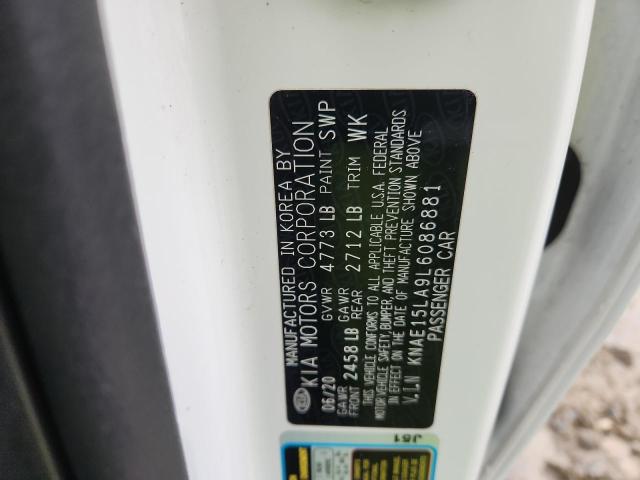 MANUFACTURED IN KOREA BY
KIA MOTORS CORPORATION
06/20 GVWR 4773 LB PAINT SWP
GAWR FRONT 2458 LB GAWR REAR 2712 LB TRIM WK
THIS VEHICLE CONFORMS TO ALL APPLICABLE U.S.A. FEDERAL
MOTOR VEHICLE SAFETY, BUMPER, AND THEFT PREVENTION STANDARDS
IN EFFECT ON THE DATE OF MANUFACTURE SHOWN ABOVE
V.I.N KNAE15LA9L6086881
PASSENGER CAR
J51